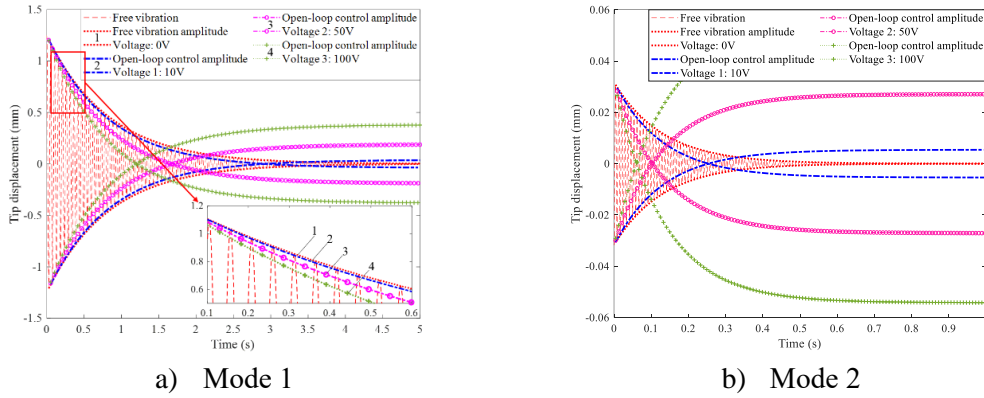 Free vibration
Free vibration amplitude
Voltage: 0V
Open-loop control amplitude
Voltage 1: 10V
Open-loop control amplitude
Voltage 2: 50V
Open-loop control amplitude
Voltage 3: 100V
1
2
3
4
Tip displacement (mm)
1.5
1
0.5
0
-0.5
-1
-1.5
1.2
1
0.8
0.6
1
2
3
4
0.1 0.2 0.3 0.4 0.5 0.6
0 0.5 1 1.5 2 2.5 3 3.5 4 4.5 5
Time (s)
a) Mode 1
Free vibration
Free vibration amplitude
Voltage: 0V
Open-loop control amplitude
Voltage 1: 10V
Open-loop control amplitude
Voltage 2: 50V
Open-loop control amplitude
Voltage 3: 100V
Tip displacement (mm)
0.06
0.04
0.02
0
-0.02
-0.04
-0.06
0 0.1 0.2 0.3 0.4 0.5 0.6 0.7 0.8 0.9
Time (s)
b) Mode 2